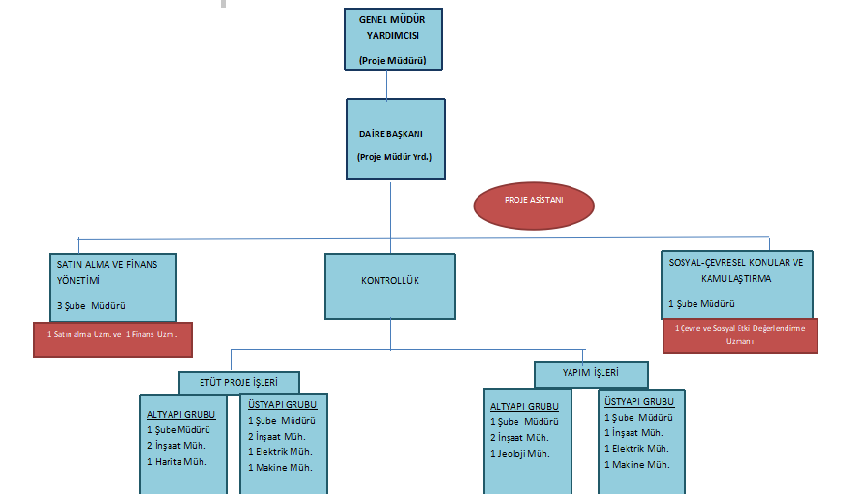 GENEL MÜDÜR
YARDIMCISI
(Proje Müdürü)
DAİRE BAŞKANI
(Proje Müdür Yrd.)
PROJE ASİSTANI
SATIN ALMA VE FİNANS
YÖNETİMİ
3 Şube Müdürü
1 Satınalma Uzm. ve 1 Finans Uzm.
KONTROLLÜK
SOSYAL-ÇEVRESEL KONULAR VE
KAMULAŞTIRMA
1 Şube Müdürü
1 Çevre ve Sosyal Etki Değerlendirme
Uzmanı
ETÜT PROJE İŞLERİ
ALTYAPI GRUBU
1 Şube Müdürü
2 İnşaat Müh.
1 Harita Müh.
ÜSTYAPI GRUBU
1 Şube Müdürü
2 İnşaat Müh.
1 Elektrik Müh.
1 Makine Müh.
YAPIM İŞLERİ
ALTYAPI GRUBU
1 Şube Müdürü
2 İnşaat Müh.
1 Jeoloji Müh.
ÜSTYAPI GRUBU
1 Şube Müdürü
1 İnşaat Müh.
1 Elektrik Müh.
1 Makine Müh.